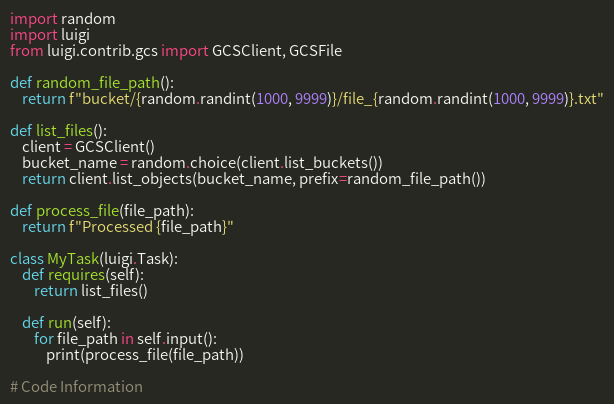 import random
import luigi
from luigi.contrib.gcs import GCSClient, GCSFile

def random_file_path():
    return f"bucket/{random.randint(1000, 9999)}/file_{random.randint(1000, 9999)}.txt"

def list_files():
    client = GCSClient()
    bucket_name = random.choice(client.list_buckets())
    return client.list_objects(bucket_name, prefix=random_file_path())

def process_file(file_path):
    return f"Processed {file_path}"

class MyTask(luigi.Task):
    def requires(self):
        return list_files()

    def run(self):
        for file_path in self.input():
            print(process_file(file_path))

# Code Information